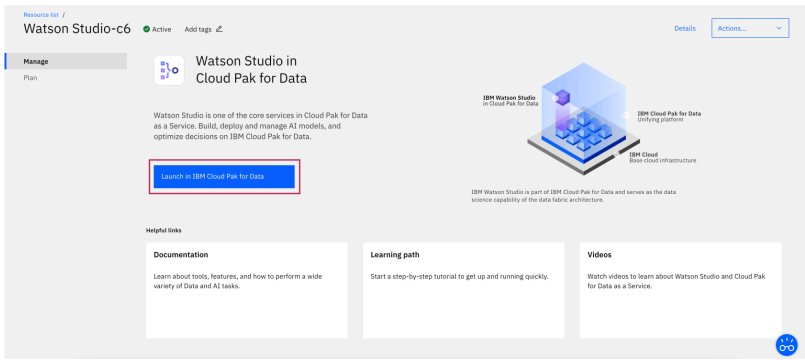 Resource list /
Watson Studio-c6
Active
Add tags
Details
Actions...
Manage
Plan
Watson Studio in
Cloud Pak for Data
Watson Studio is one of the core services in Cloud Pak for Data
as a Service. Build, deploy and manage AI models, and
optimize decisions on IBM Cloud Pak for Data.
Launch in IBM Cloud Pak for Data
IBM Watson Studio
in Cloud Pak for Data
IBM Cloud Pak for Data
Unifying platform
IBM Cloud
Base cloud infrastructure
IBM Watson Studio is part of IBM Cloud Pak for Data and serves as the data
science capability of the data fabric architecture.
Helpful links
Documentation
Learn about tools, features, and how to perform a wide
variety of Data and AI tasks.
Learning path
Start a step-by-step tutorial to get up and running quickly.
Videos
Watch videos to learn about Watson Studio and Cloud Pak
for Data as a Service.